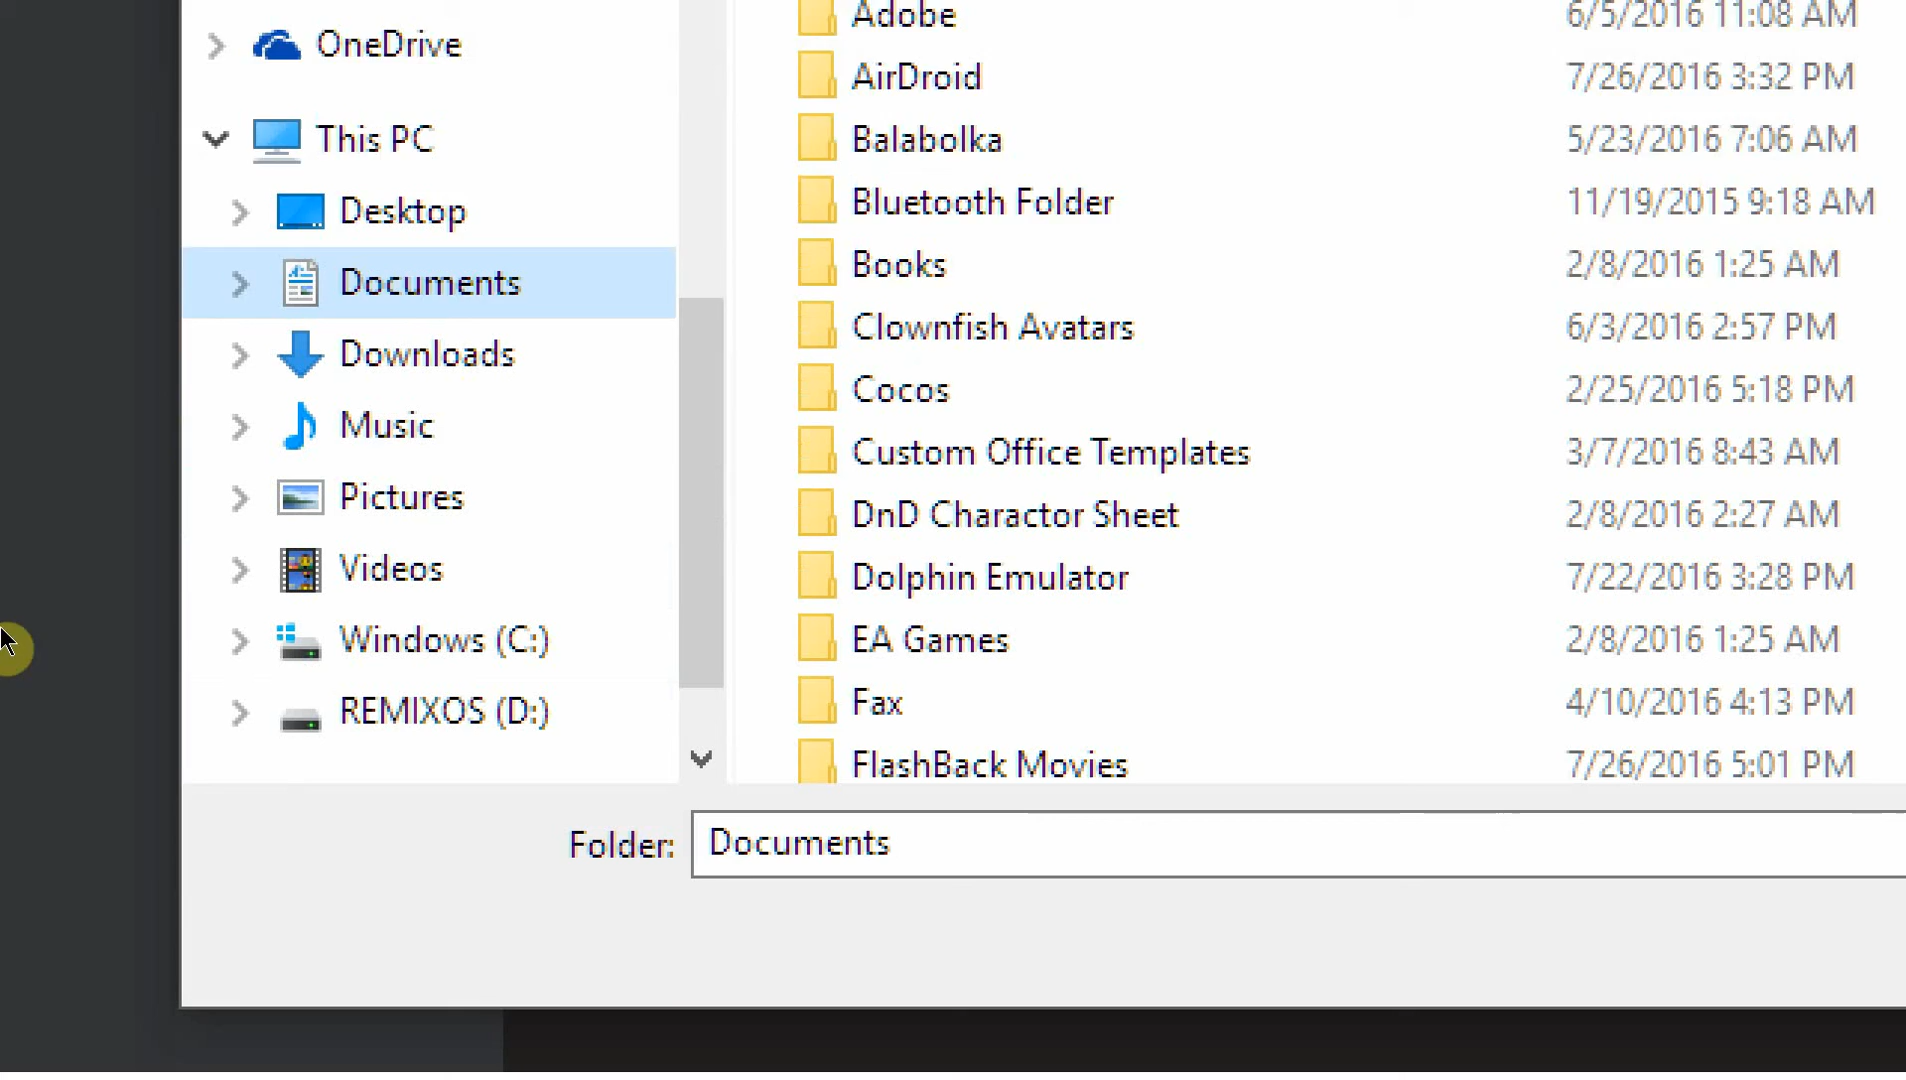 OneDrive
This PC
Desktop
Documents
Downloads
Music
Pictures
Videos
Windows (C:)
REMIXOS (D:)
Adobe 6/5/2016 11:08 AM
AirDroid 7/26/2016 3:32 PM
Balabolka 5/23/2016 7:06 AM
Bluetooth Folder 11/19/2015 9:18 AM
Books 2/8/2016 1:25 AM
Clownfish Avatars 6/3/2016 2:57 PM
Cocos 2/25/2016 5:18 PM
Custom Office Templates 3/7/2016 8:43 AM
DnD Charactor Sheet 2/8/2016 2:27 AM
Dolphin Emulator 7/22/2016 3:28 PM
EA Games 2/8/2016 1:25 AM
Fax 4/10/2016 4:13 PM
FlashBack Movies 7/26/2016 5:01 PM
Folder: Documents